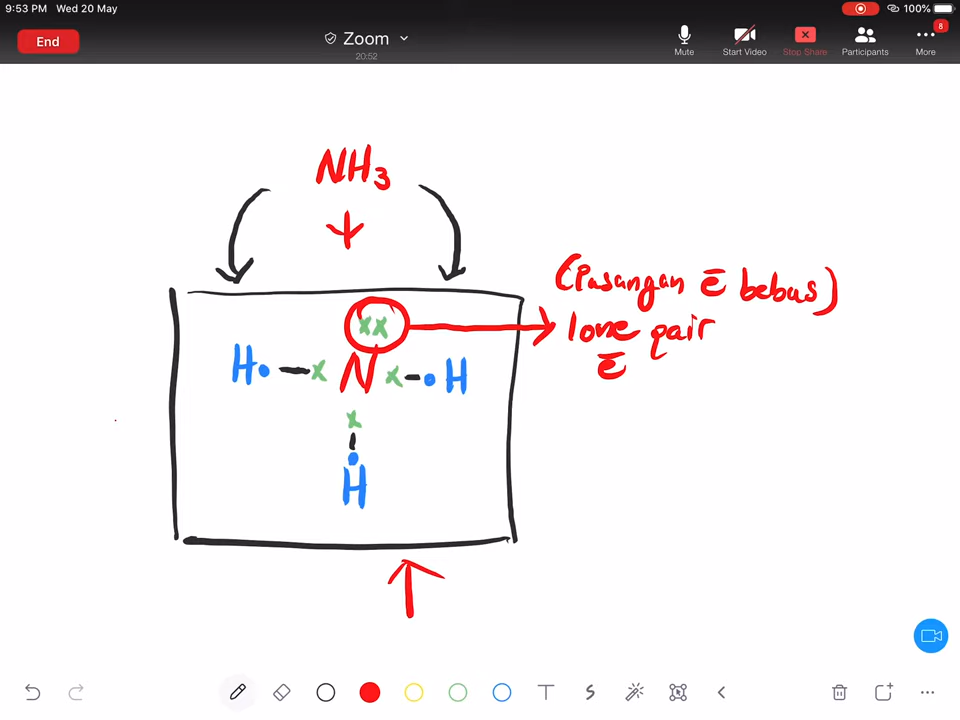 9:53 PM Wed 20 May
100%
End
Zoom
20:52
Mute
Start Video
Stop Share
Participants
8
More
NH₃
(Pasangan ē bebas)
lone pair
ē
xx
H• — x N x - • H
x
H
T